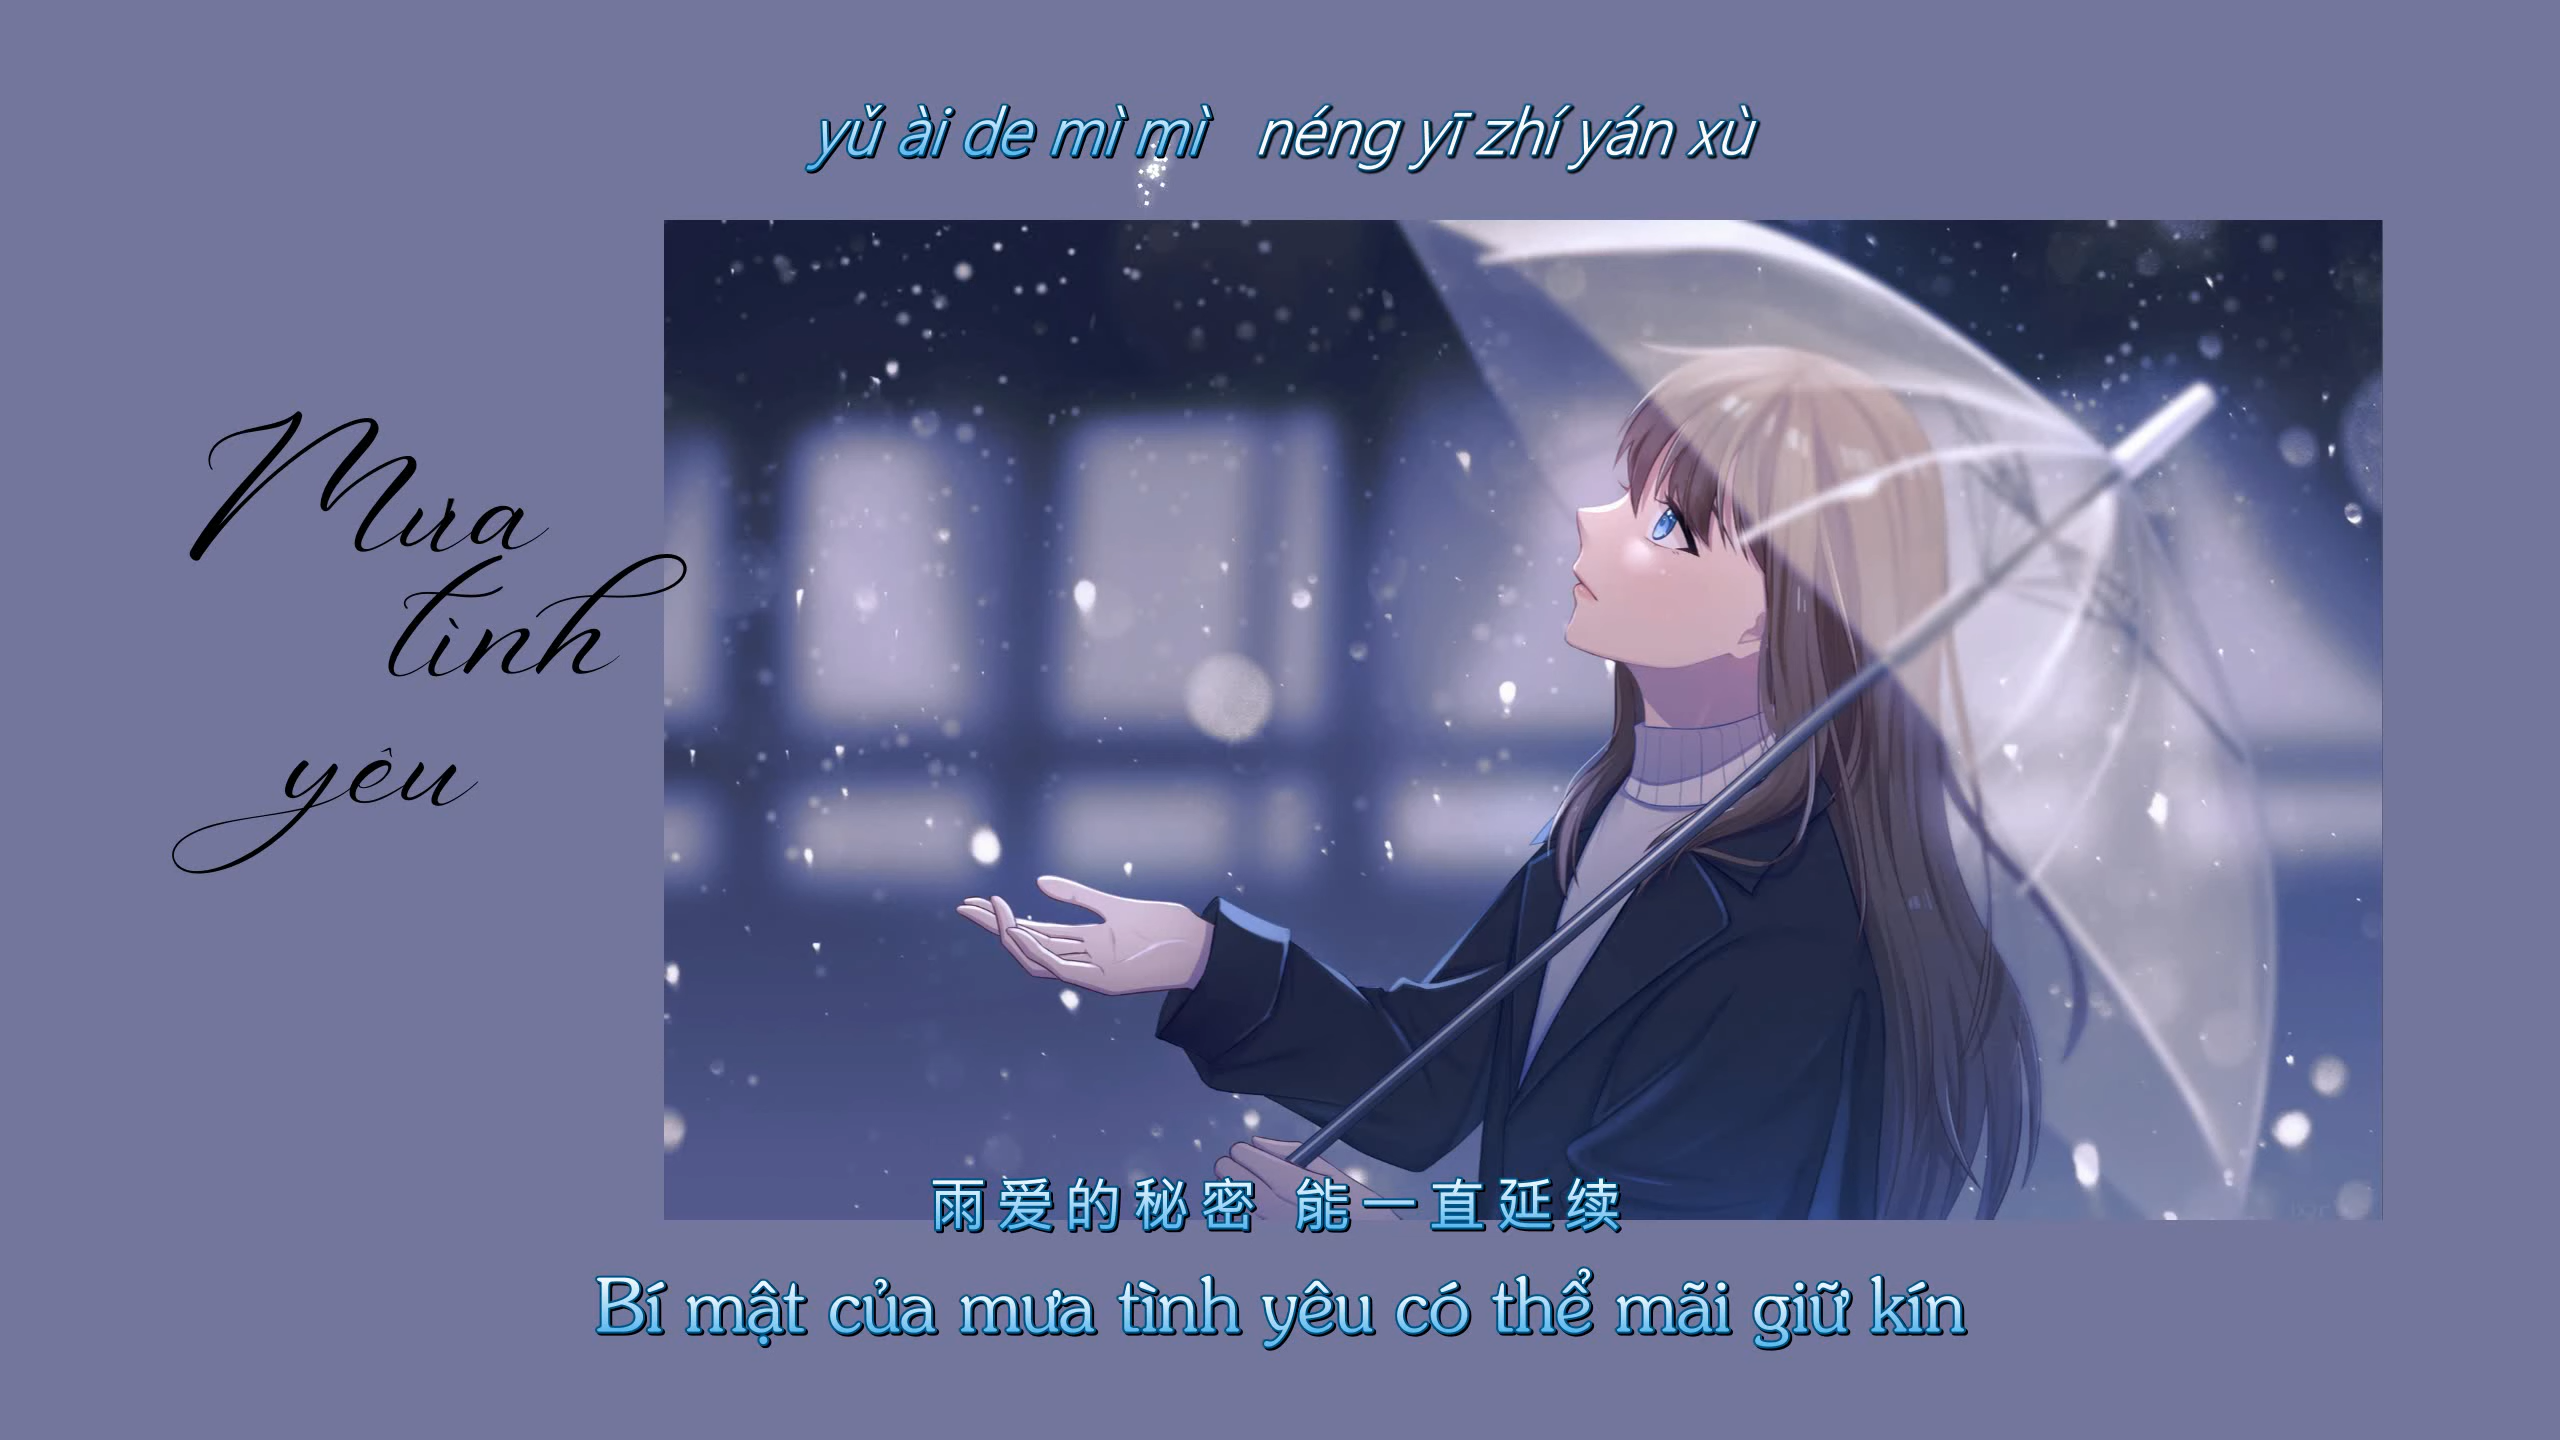 yǔ ài de mì mì néng yī zhí yán xù
Mưa
tình
yêu
雨爱的秘密 能一直延续
Bí mật của mưa tình yêu có thể mãi giữ kín